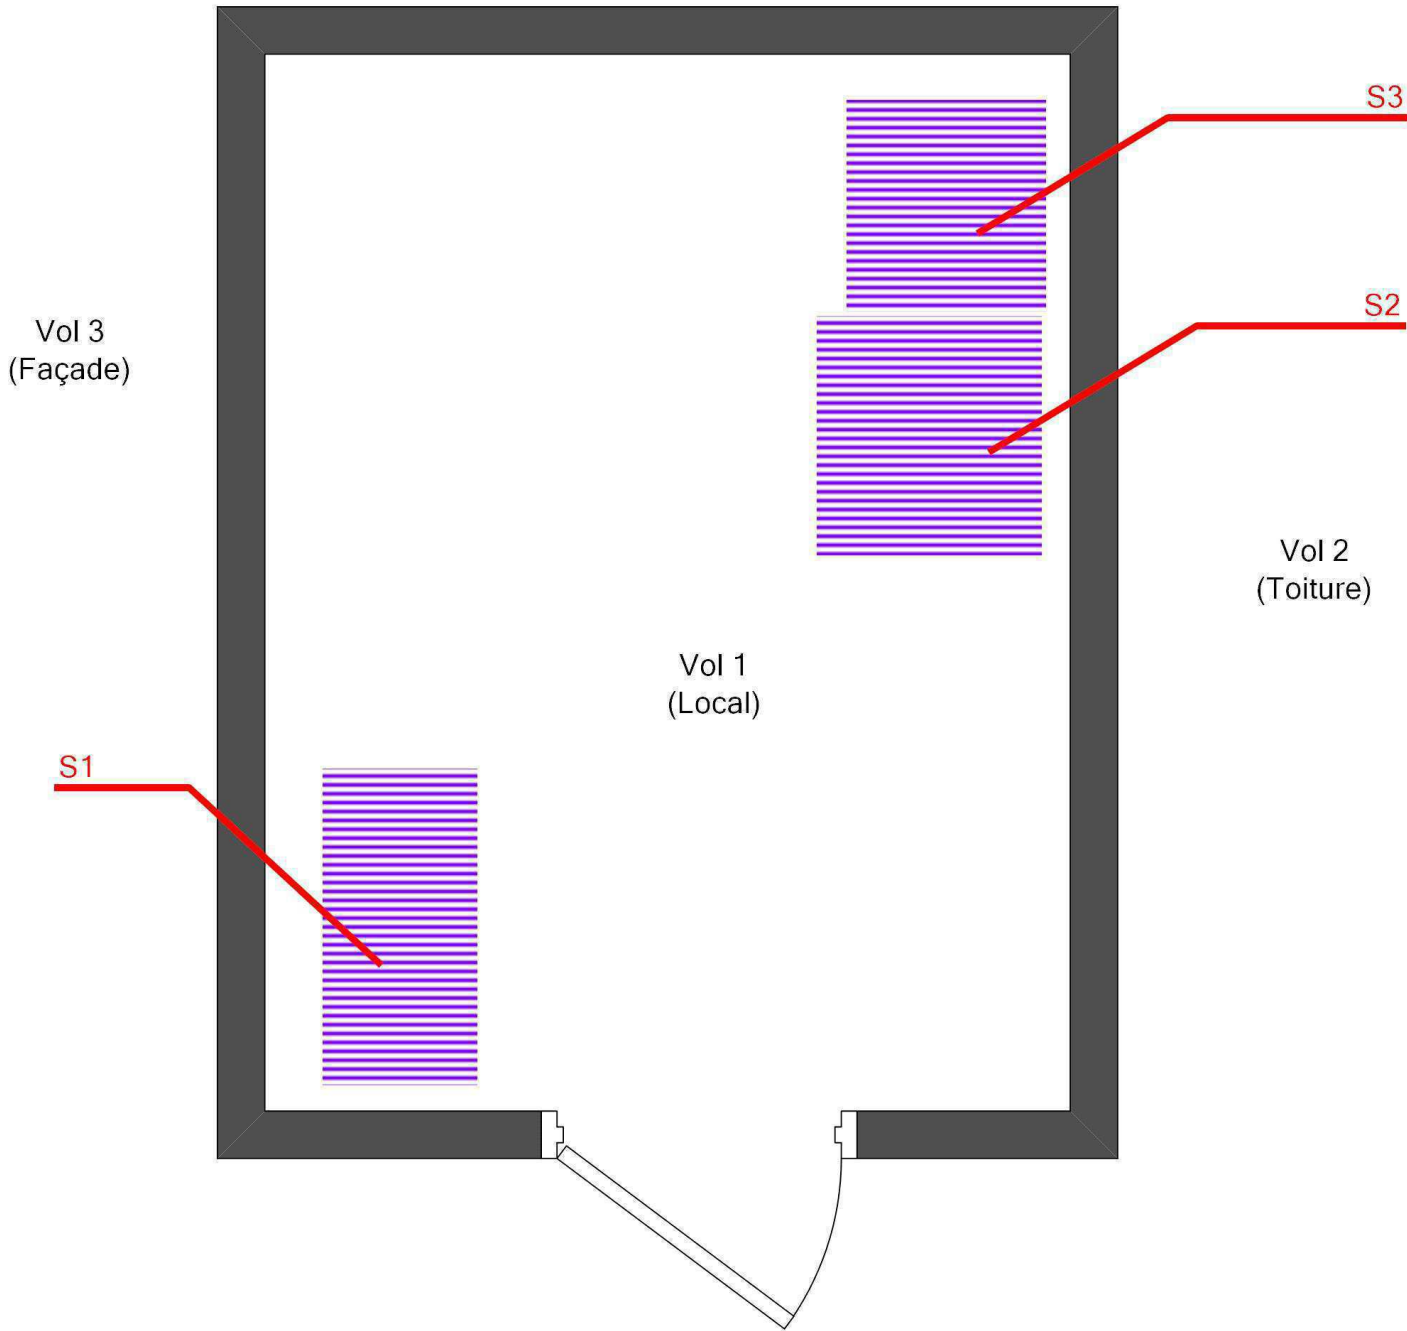 S3
S2
Vol 3
(Façade)
Vol 2
(Toiture)
Vol 1
(Local)
S1